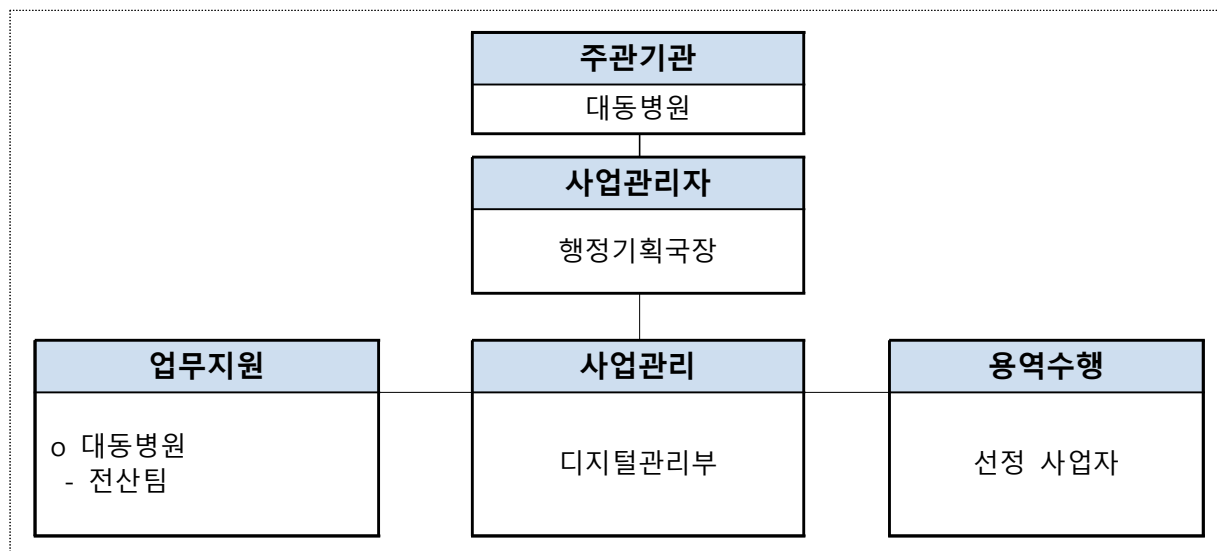 주관기관
대동병원
사업관리자
행정기획국장
업무지원
o 대동병원
- 전산팀
사업관리
디지털관리부
용역수행
선정 사업자